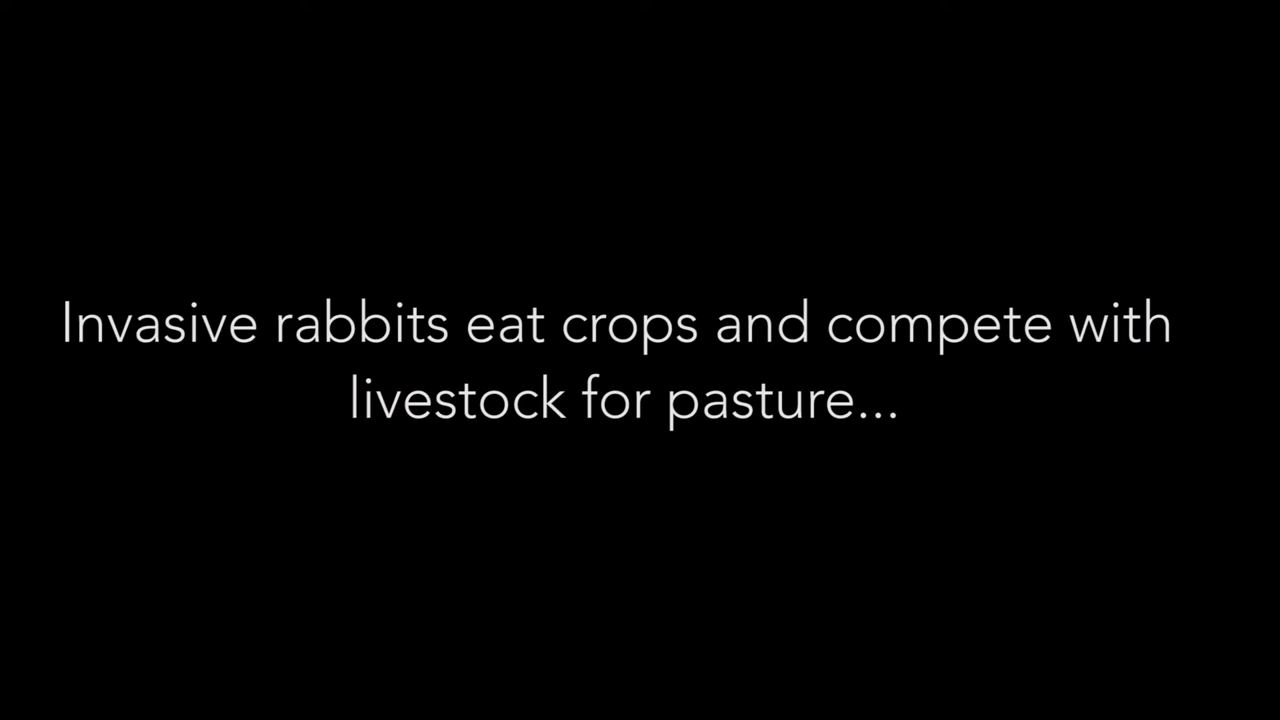 Invasive rabbits eat crops and compete with
livestock for pasture...